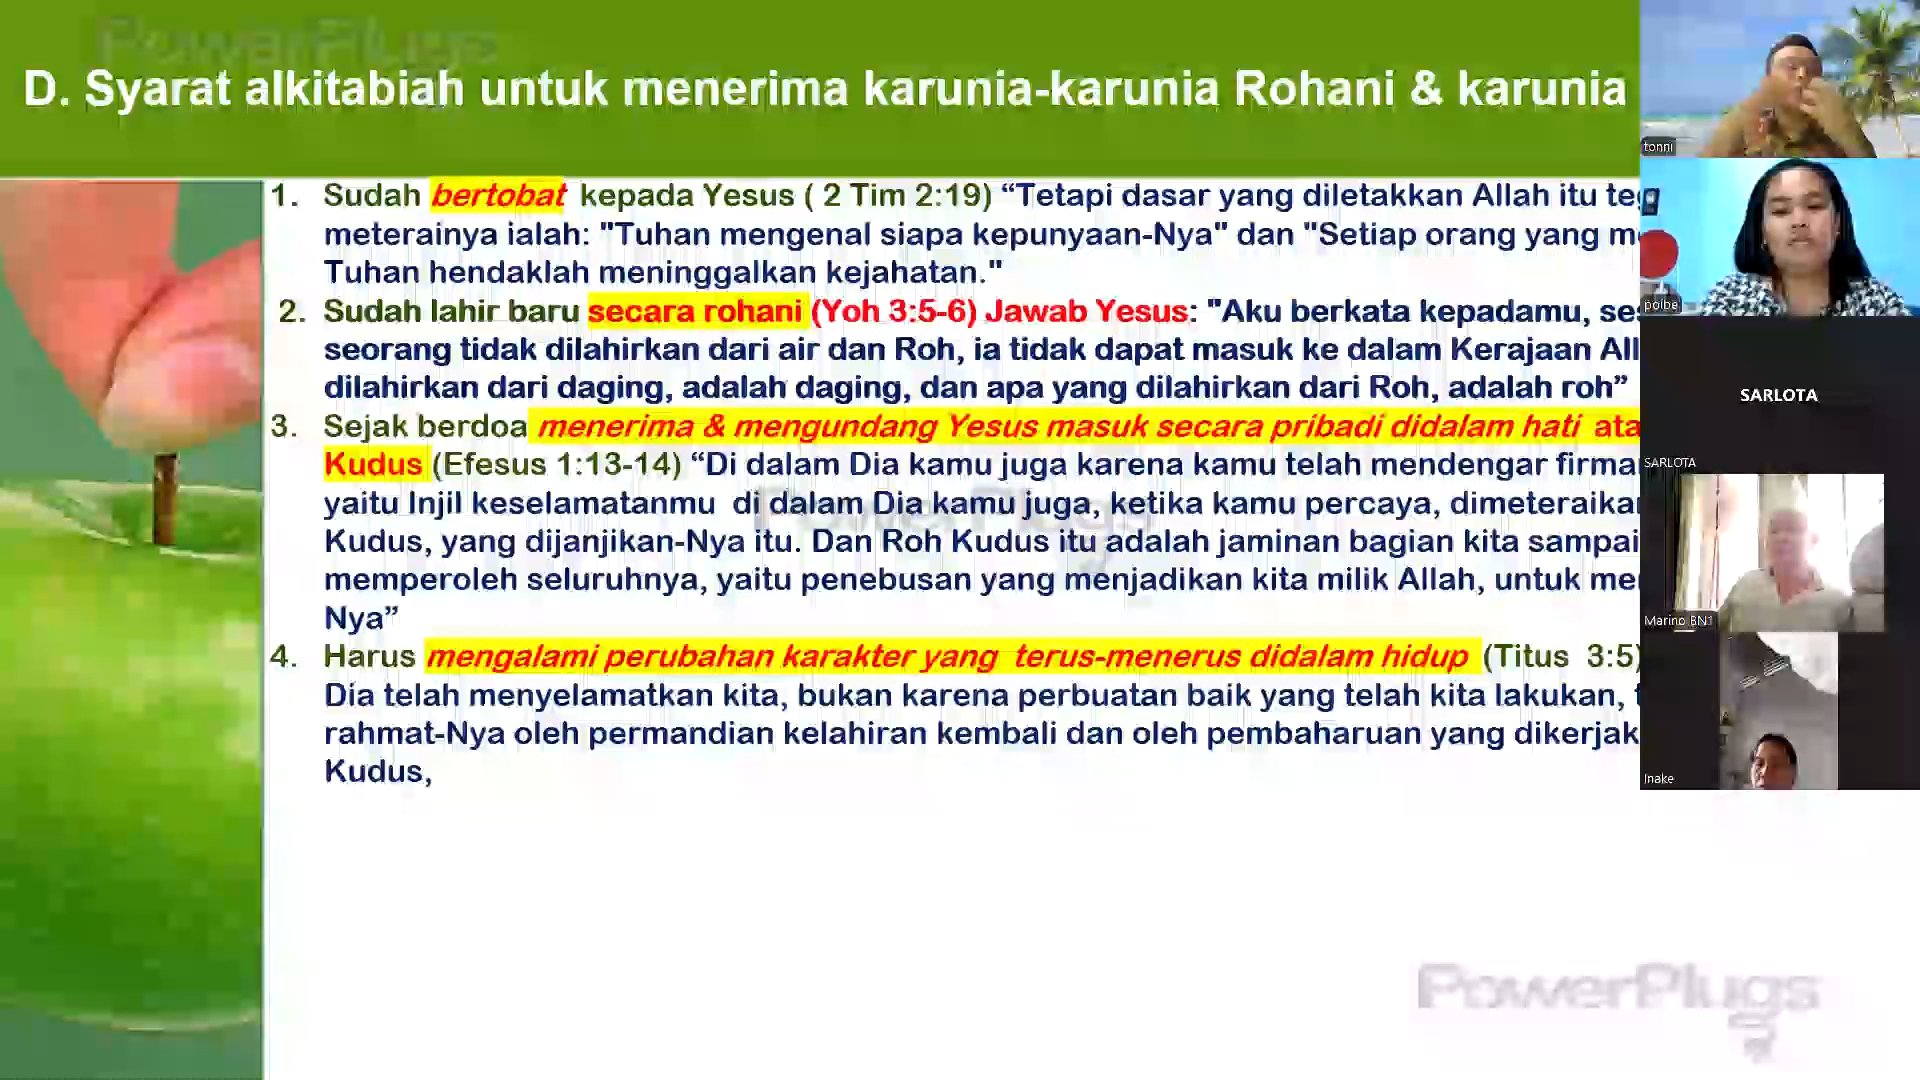 PowerPlugs
D. Syarat alkitabiah untuk menerima karunia-karunia Rohani & karunia
1. Sudah bertobat kepada Yesus ( 2 Tim 2:19) “Tetapi dasar yang diletakkan Allah itu
meterainya ialah: "Tuhan mengenal siapa kepunyaan-Nya" dan "Setiap orang yang
Tuhan hendaklah meninggalkan kejahatan."
2. Sudah lahir baru secara rohani (Yoh 3:5-6) Jawab Yesus: "Aku berkata kepadamu,
seorang tidak dilahirkan dari air dan Roh, ia tidak dapat masuk ke dalam Kerajaan
dilahirkan dari daging, adalah daging, dan apa yang dilahirkan dari Roh, adalah roh”
3. Sejak berdoa menerima & mengundang Yesus masuk secara pribadi didalam hati
Kudus (Efesus 1:13-14) “Di dalam Dia kamu juga karena kamu telah mendengar
yaitu Injil keselamatanmu di dalam Dia kamu juga, ketika kamu percaya,
Kudus, yang dijanjikan-Nya itu. Dan Roh Kudus itu adalah jaminan bagian kita sampai
memperoleh seluruhnya, yaitu penebusan yang menjadikan kita milik Allah, untuk
Nya”
4. Harus mengalami perubahan karakter yang terus-menerus didalam hidup (Titus 3:5)
Dia telah menyelamatkan kita, bukan karena perbuatan baik yang telah kita lakukan,
rahmat-Nya oleh permandian kelahiran kembali dan oleh pembaharuan yang
Kudus,
PowerPlugs
PowerPlugs
tonni
polbe
SARLOTA
SARLOTA
Marino BN1
Inake